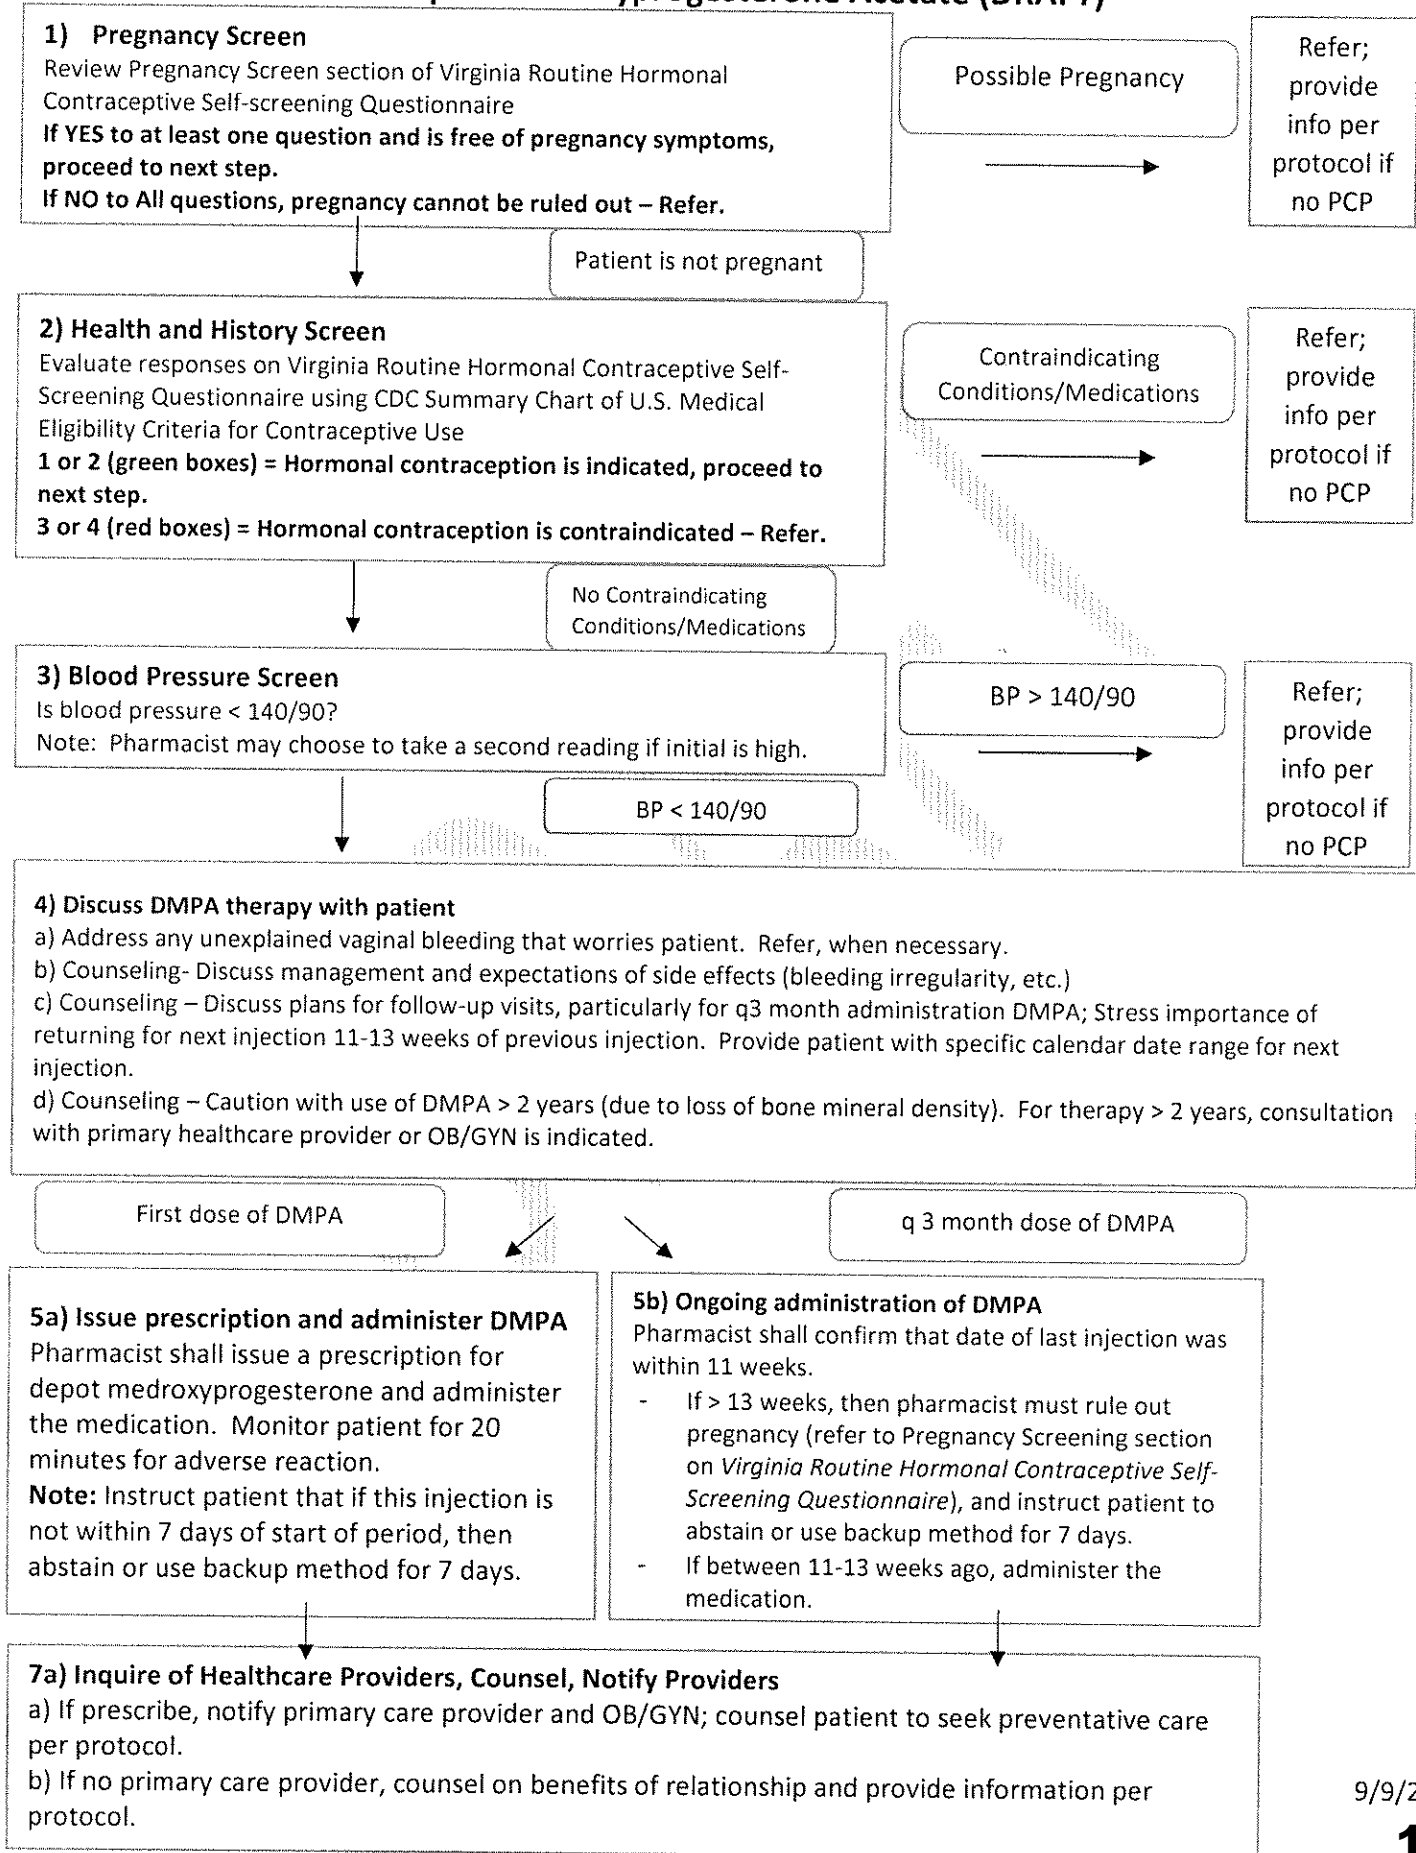 1) Pregnancy Screen
Review Pregnancy Screen section of Virginia Routine Hormonal
Contraceptive Self-screening Questionnaire
If YES to at least one question and is free of pregnancy symptoms,
proceed to next step.
If NO to All questions, pregnancy cannot be ruled out – Refer.
Possible Pregnancy
Refer;
provide
info per
protocol if
no PCP
Patient is not pregnant
2) Health and History Screen
Evaluate responses on Virginia Routine Hormonal Contraceptive Self-
Screening Questionnaire using CDC Summary Chart of U.S. Medical
Eligibility Criteria for Contraceptive Use
1 or 2 (green boxes) = Hormonal contraception is indicated, proceed to
next step.
3 or 4 (red boxes) = Hormonal contraception is contraindicated – Refer.
Contraindicating
Conditions/Medications
Refer;
provide
info per
protocol if
no PCP
No Contraindicating
Conditions/Medications
3) Blood Pressure Screen
Is blood pressure < 140/90?
Note: Pharmacist may choose to take a second reading if initial is high.
BP > 140/90
Refer;
provide
info per
protocol if
no PCP
BP < 140/90
4) Discuss DMPA therapy with patient
a) Address any unexplained vaginal bleeding that worries patient. Refer, when necessary.
b) Counseling- Discuss management and expectations of side effects (bleeding irregularity, etc.)
c) Counseling – Discuss plans for follow-up visits, particularly for q3 month administration DMPA; Stress importance of
returning for next injection 11-13 weeks of previous injection. Provide patient with specific calendar date range for next
injection.
d) Counseling – Caution with use of DMPA > 2 years (due to loss of bone mineral density). For therapy > 2 years, consultation
with primary healthcare provider or OB/GYN is indicated.
First dose of DMPA
q 3 month dose of DMPA
5a) Issue prescription and administer DMPA
Pharmacist shall issue a prescription for
depot medroxyprogesterone and administer
the medication. Monitor patient for 20
minutes for adverse reaction.
Note: Instruct patient that if this injection is
not within 7 days of start of period, then
abstain or use backup method for 7 days.
5b) Ongoing administration of DMPA
Pharmacist shall confirm that date of last injection was
within 11 weeks.
- If > 13 weeks, then pharmacist must rule out
pregnancy (refer to Pregnancy Screening section
on Virginia Routine Hormonal Contraceptive Self-
Screening Questionnaire), and instruct patient to
abstain or use backup method for 7 days.
- If between 11-13 weeks ago, administer the
medication.
7a) Inquire of Healthcare Providers, Counsel, Notify Providers
a) If prescribe, notify primary care provider and OB/GYN; counsel patient to seek preventative care
per protocol.
b) If no primary care provider, counsel on benefits of relationship and provide information per
protocol.
9/9/2
1